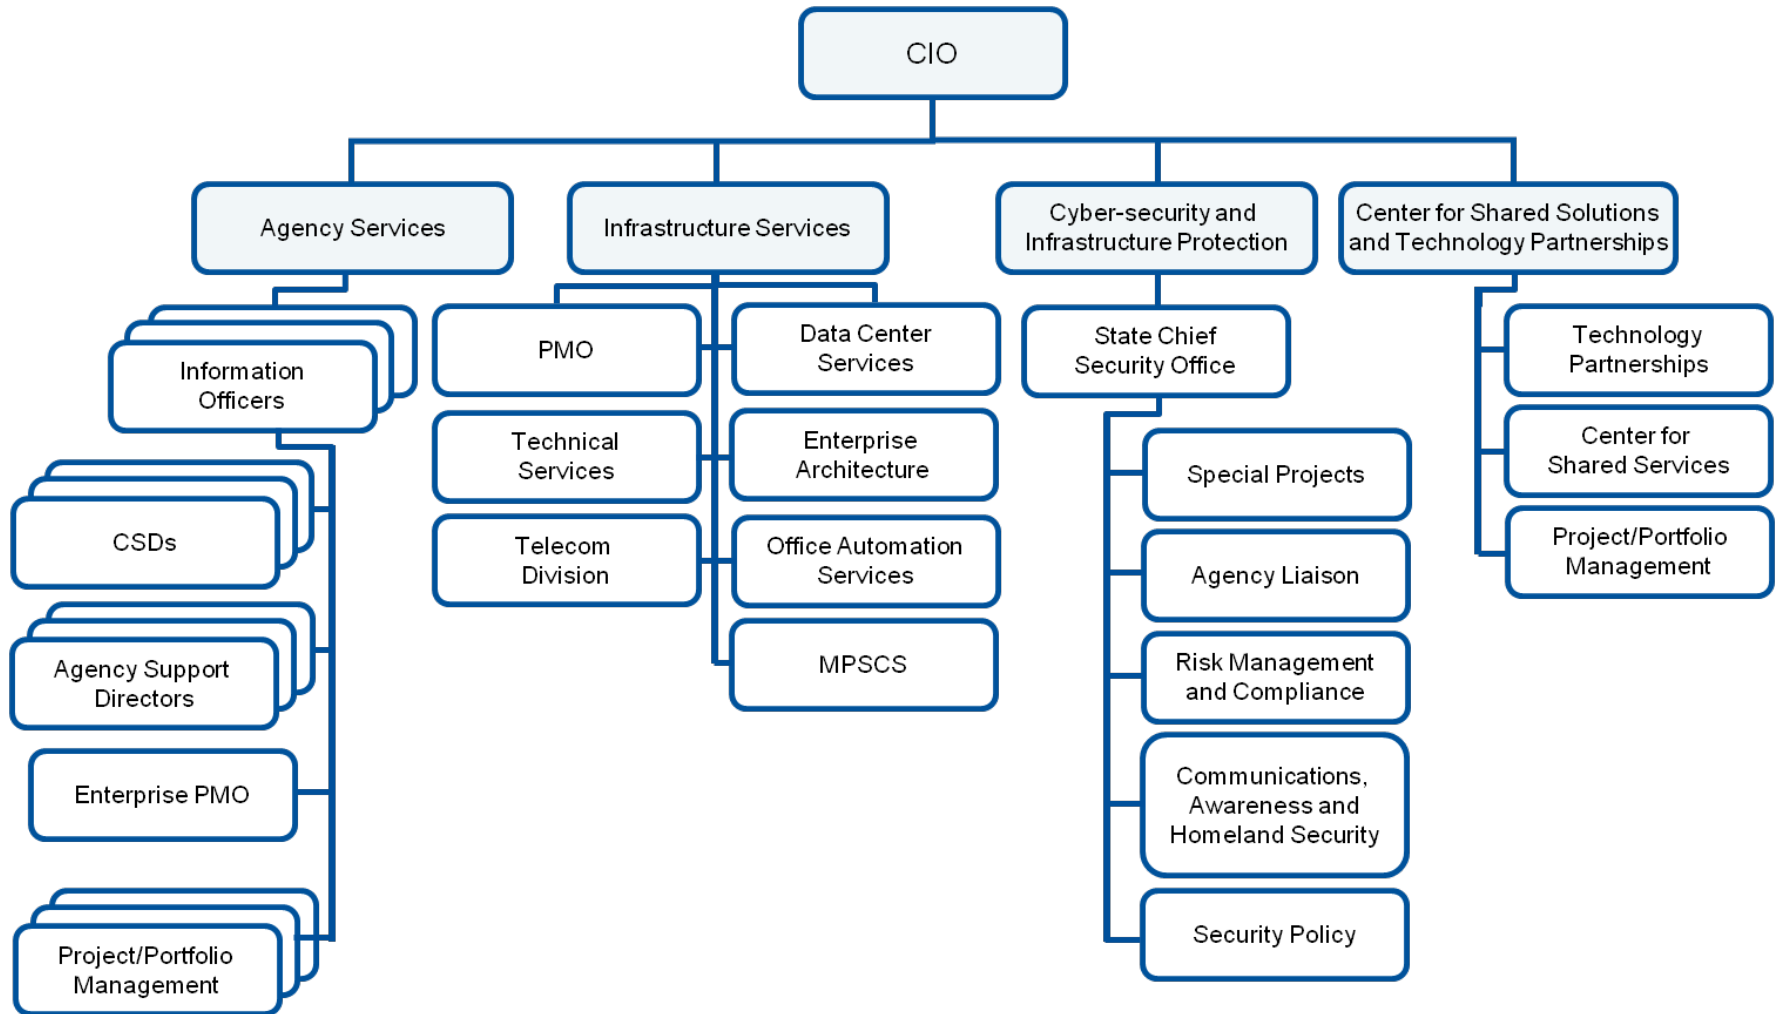 CIO
Agency Services
Infrastructure Services
Cyber-security and
Infrastructure Protection
Center for Shared Solutions
and Technology Partnerships
Information
Officers
CSDs
Agency Support
Directors
Enterprise PMO
Project/Portfolio
Management
PMO
Data Center
Services
Technical
Services
Enterprise
Architecture
Telecom
Division
Office Automation
Services
MPSCS
State Chief
Security Office
Special Projects
Agency Liaison
Risk Management
and Compliance
Communications,
Awareness and
Homeland Security
Security Policy
Technology
Partnerships
Center for
Shared Services
Project/Portfolio
Management